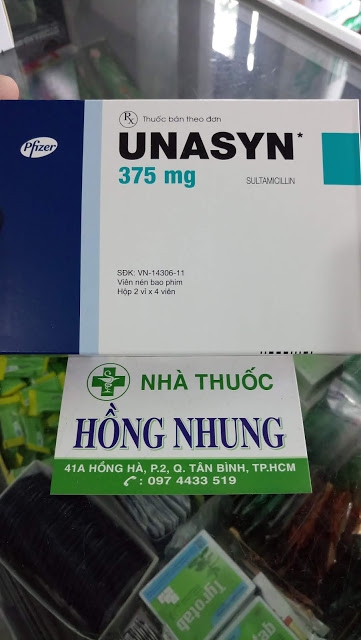 Pfizer
Rx Thuốc bán theo đơn
UNASYN*
375 mg
SULTAMICILLIN
SĐK: VN-14306-11
Viên nén bao phim
Hộp 2 vỉ x 4 viên
NHÀ THUỐC
HỒNG NHUNG
41A HỒNG HÀ, P.2, Q. TÂN BÌNH, TP.HCM
: 097 4433 519
Tyrotab